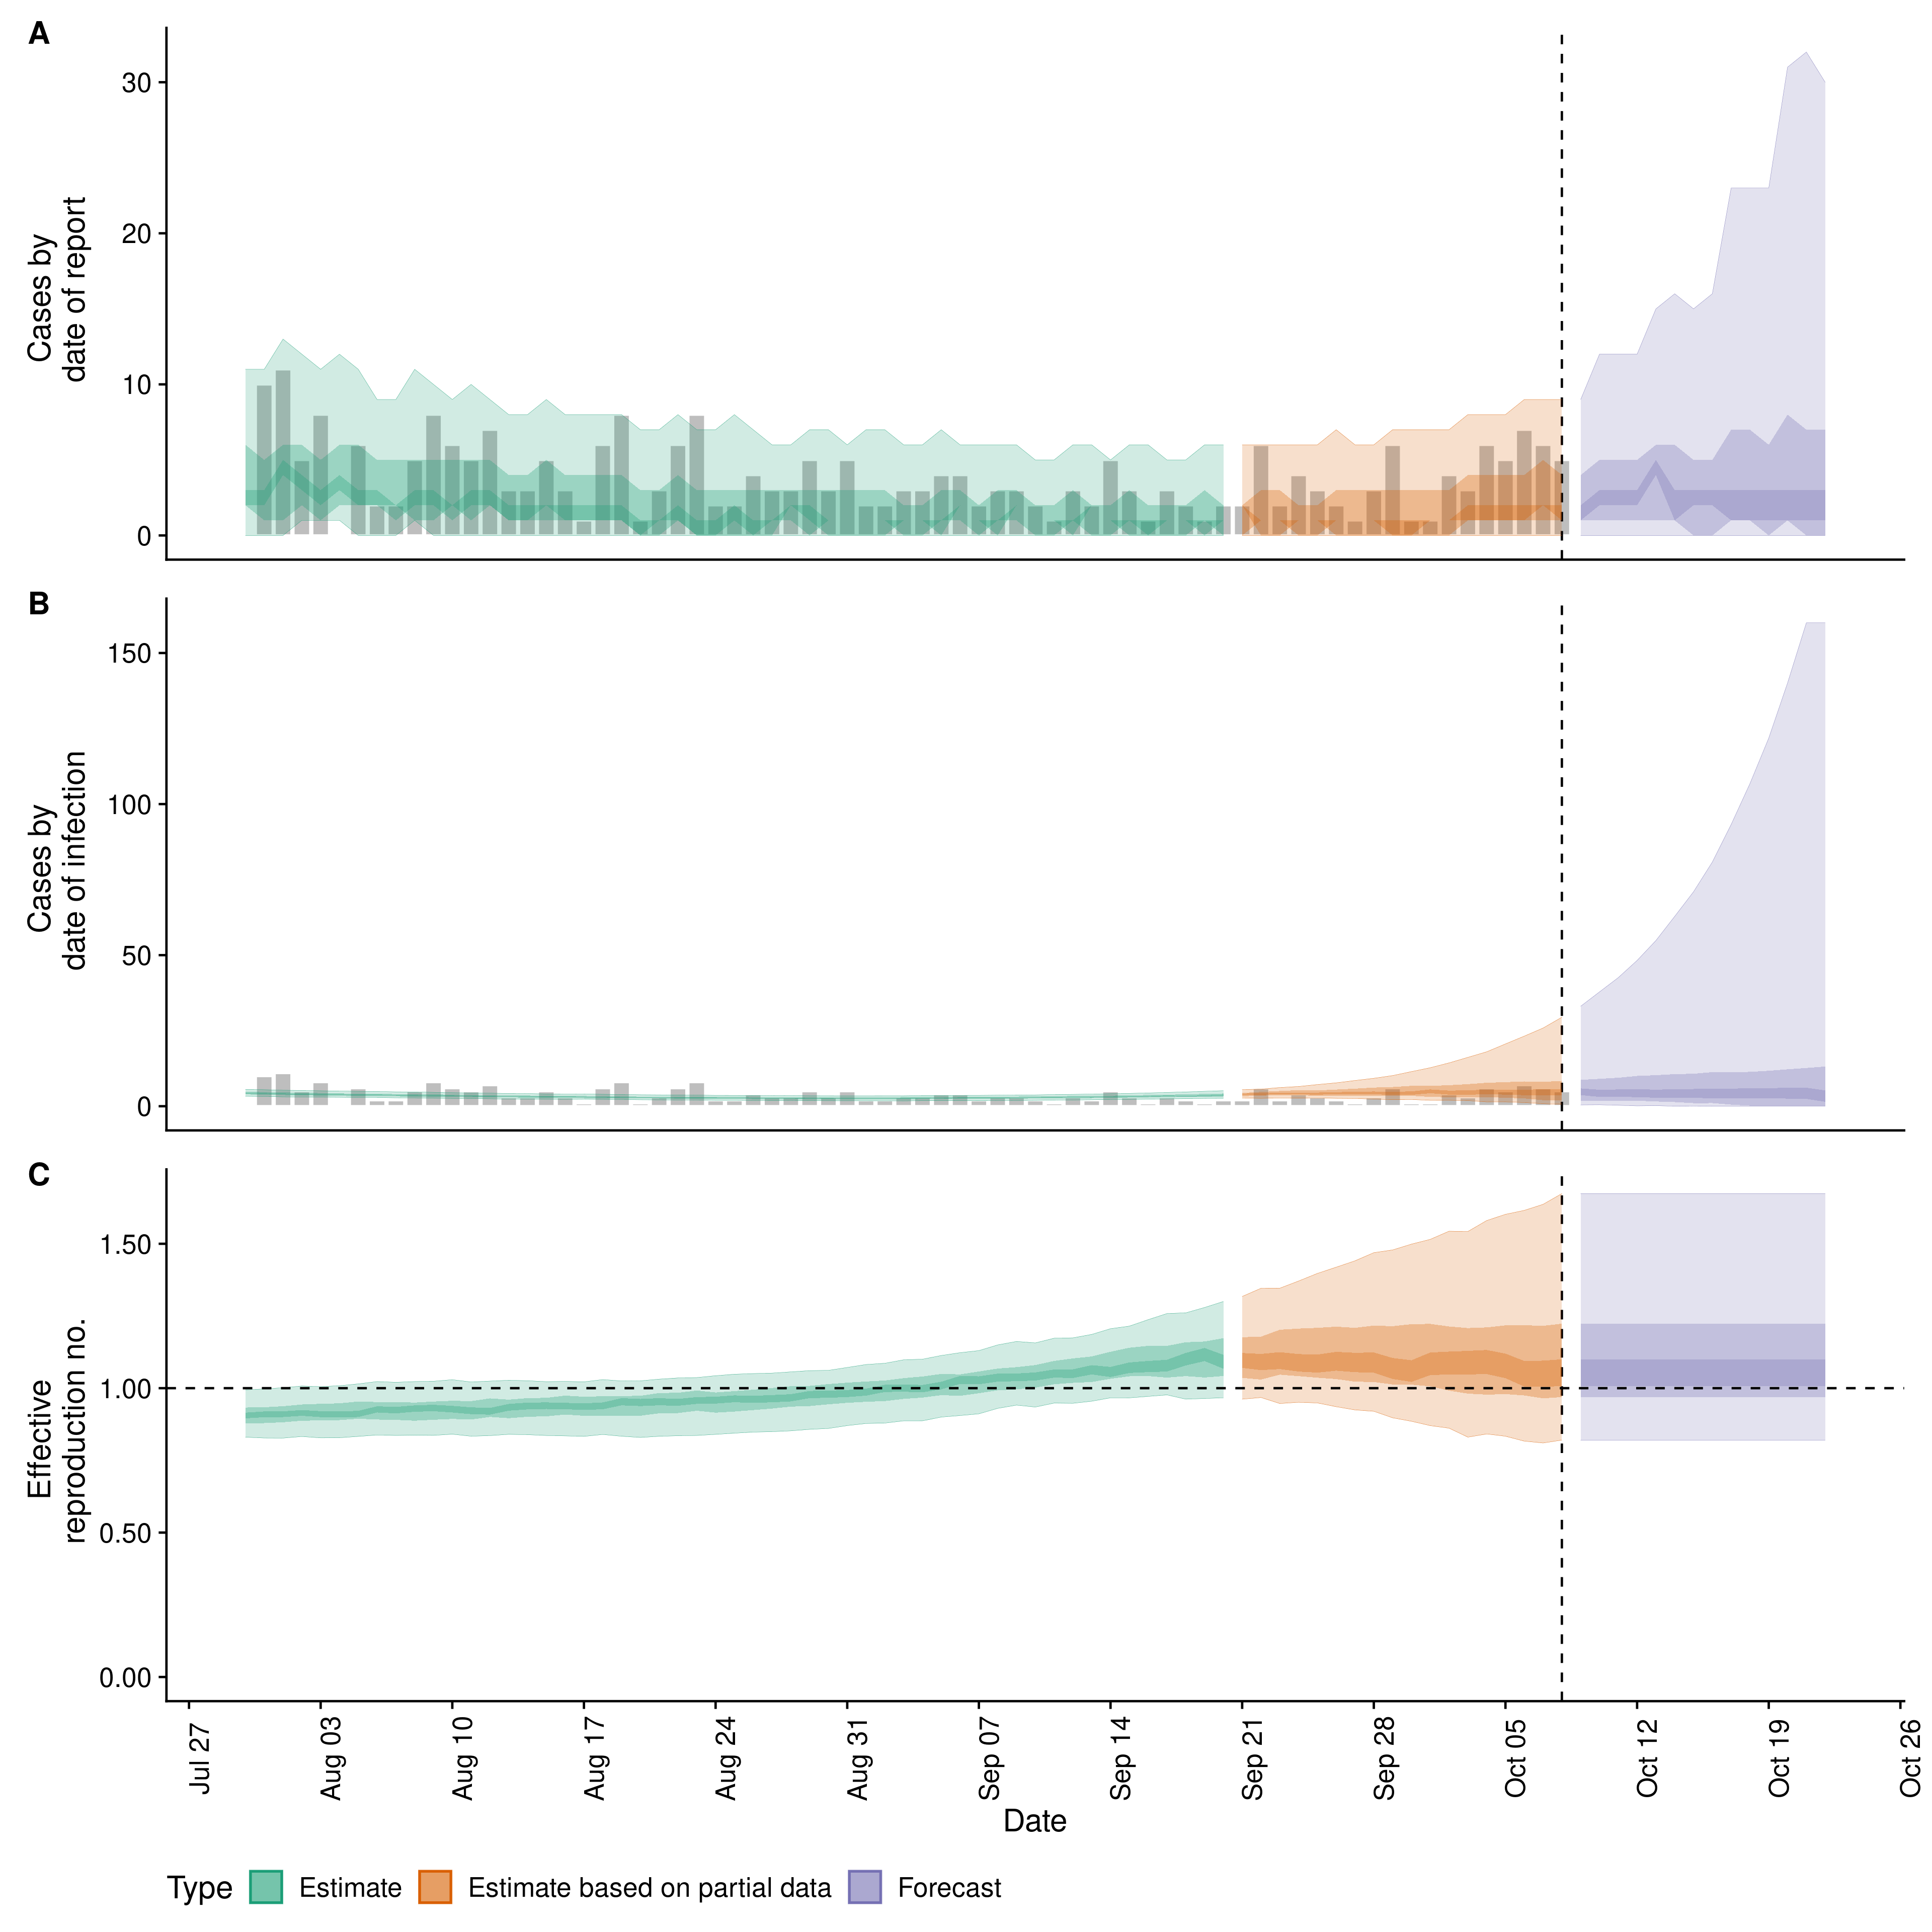 A
Cases by
date of report
30
20
10
0
B
Cases by
date of infection
150
100
50
0
C
Effective
reproduction no.
1.50
1.00
0.50
0.00
Jul 27
Aug 03
Aug 10
Aug 17
Aug 24
Aug 31
Sep 07
Sep 14
Sep 21
Sep 28
Oct 05
Oct 12
Oct 19
Oct 26
Date
Type Estimate Estimate based on partial data Forecast